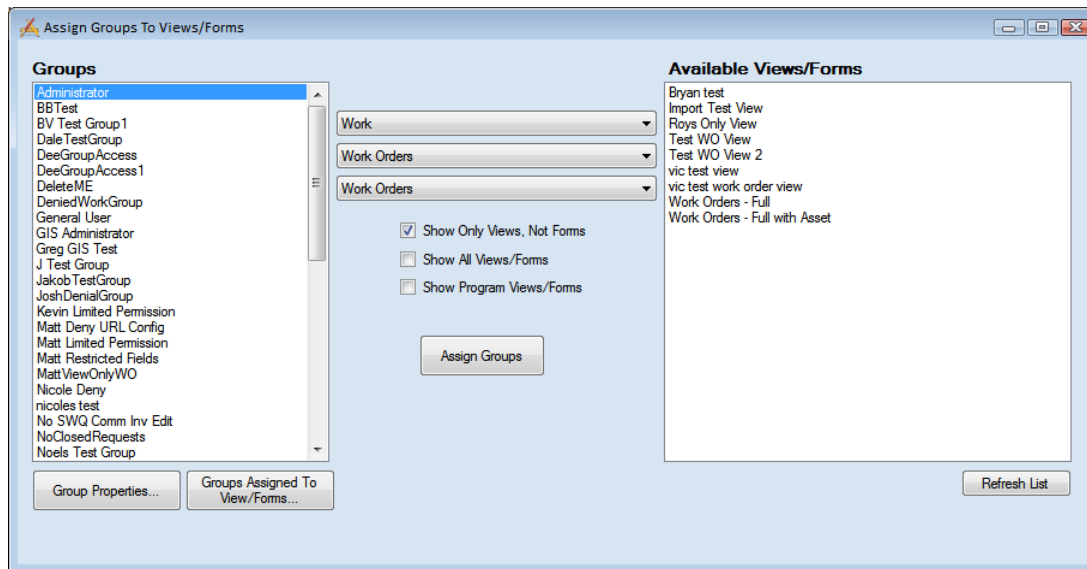 Assign Groups To Views/Forms
Groups
Administrator
BBTest
BV Test Group1
DaleTestGroup
DeeGroupAccess
DeeGroupAccess1
DeleteME
DeniedWorkGroup
General User
GIS Administrator
Greg GIS Test
J Test Group
JakobTestGroup
JoshDenialGroup
Kevin Limited Permission
Matt Deny URL Config
Matt Limited Permission
Matt Restricted Fields
MattViewOnlyWO
Nicole Deny
nicoles test
No SWQ Comm Inv Edit
NoClosedRequests
Noels Test Group
Group Properties...
Groups Assigned To
View/Forms...
Work
Work Orders
Work Orders
Show Only Views, Not Forms
Show All Views/Forms
Show Program Views/Forms
Assign Groups
Available Views/Forms
Bryan test
Import Test View
Roys Only View
Test WO View
Test WO View 2
vic test view
vic test work order view
Work Orders - Full
Work Orders - Full with Asset
Refresh List